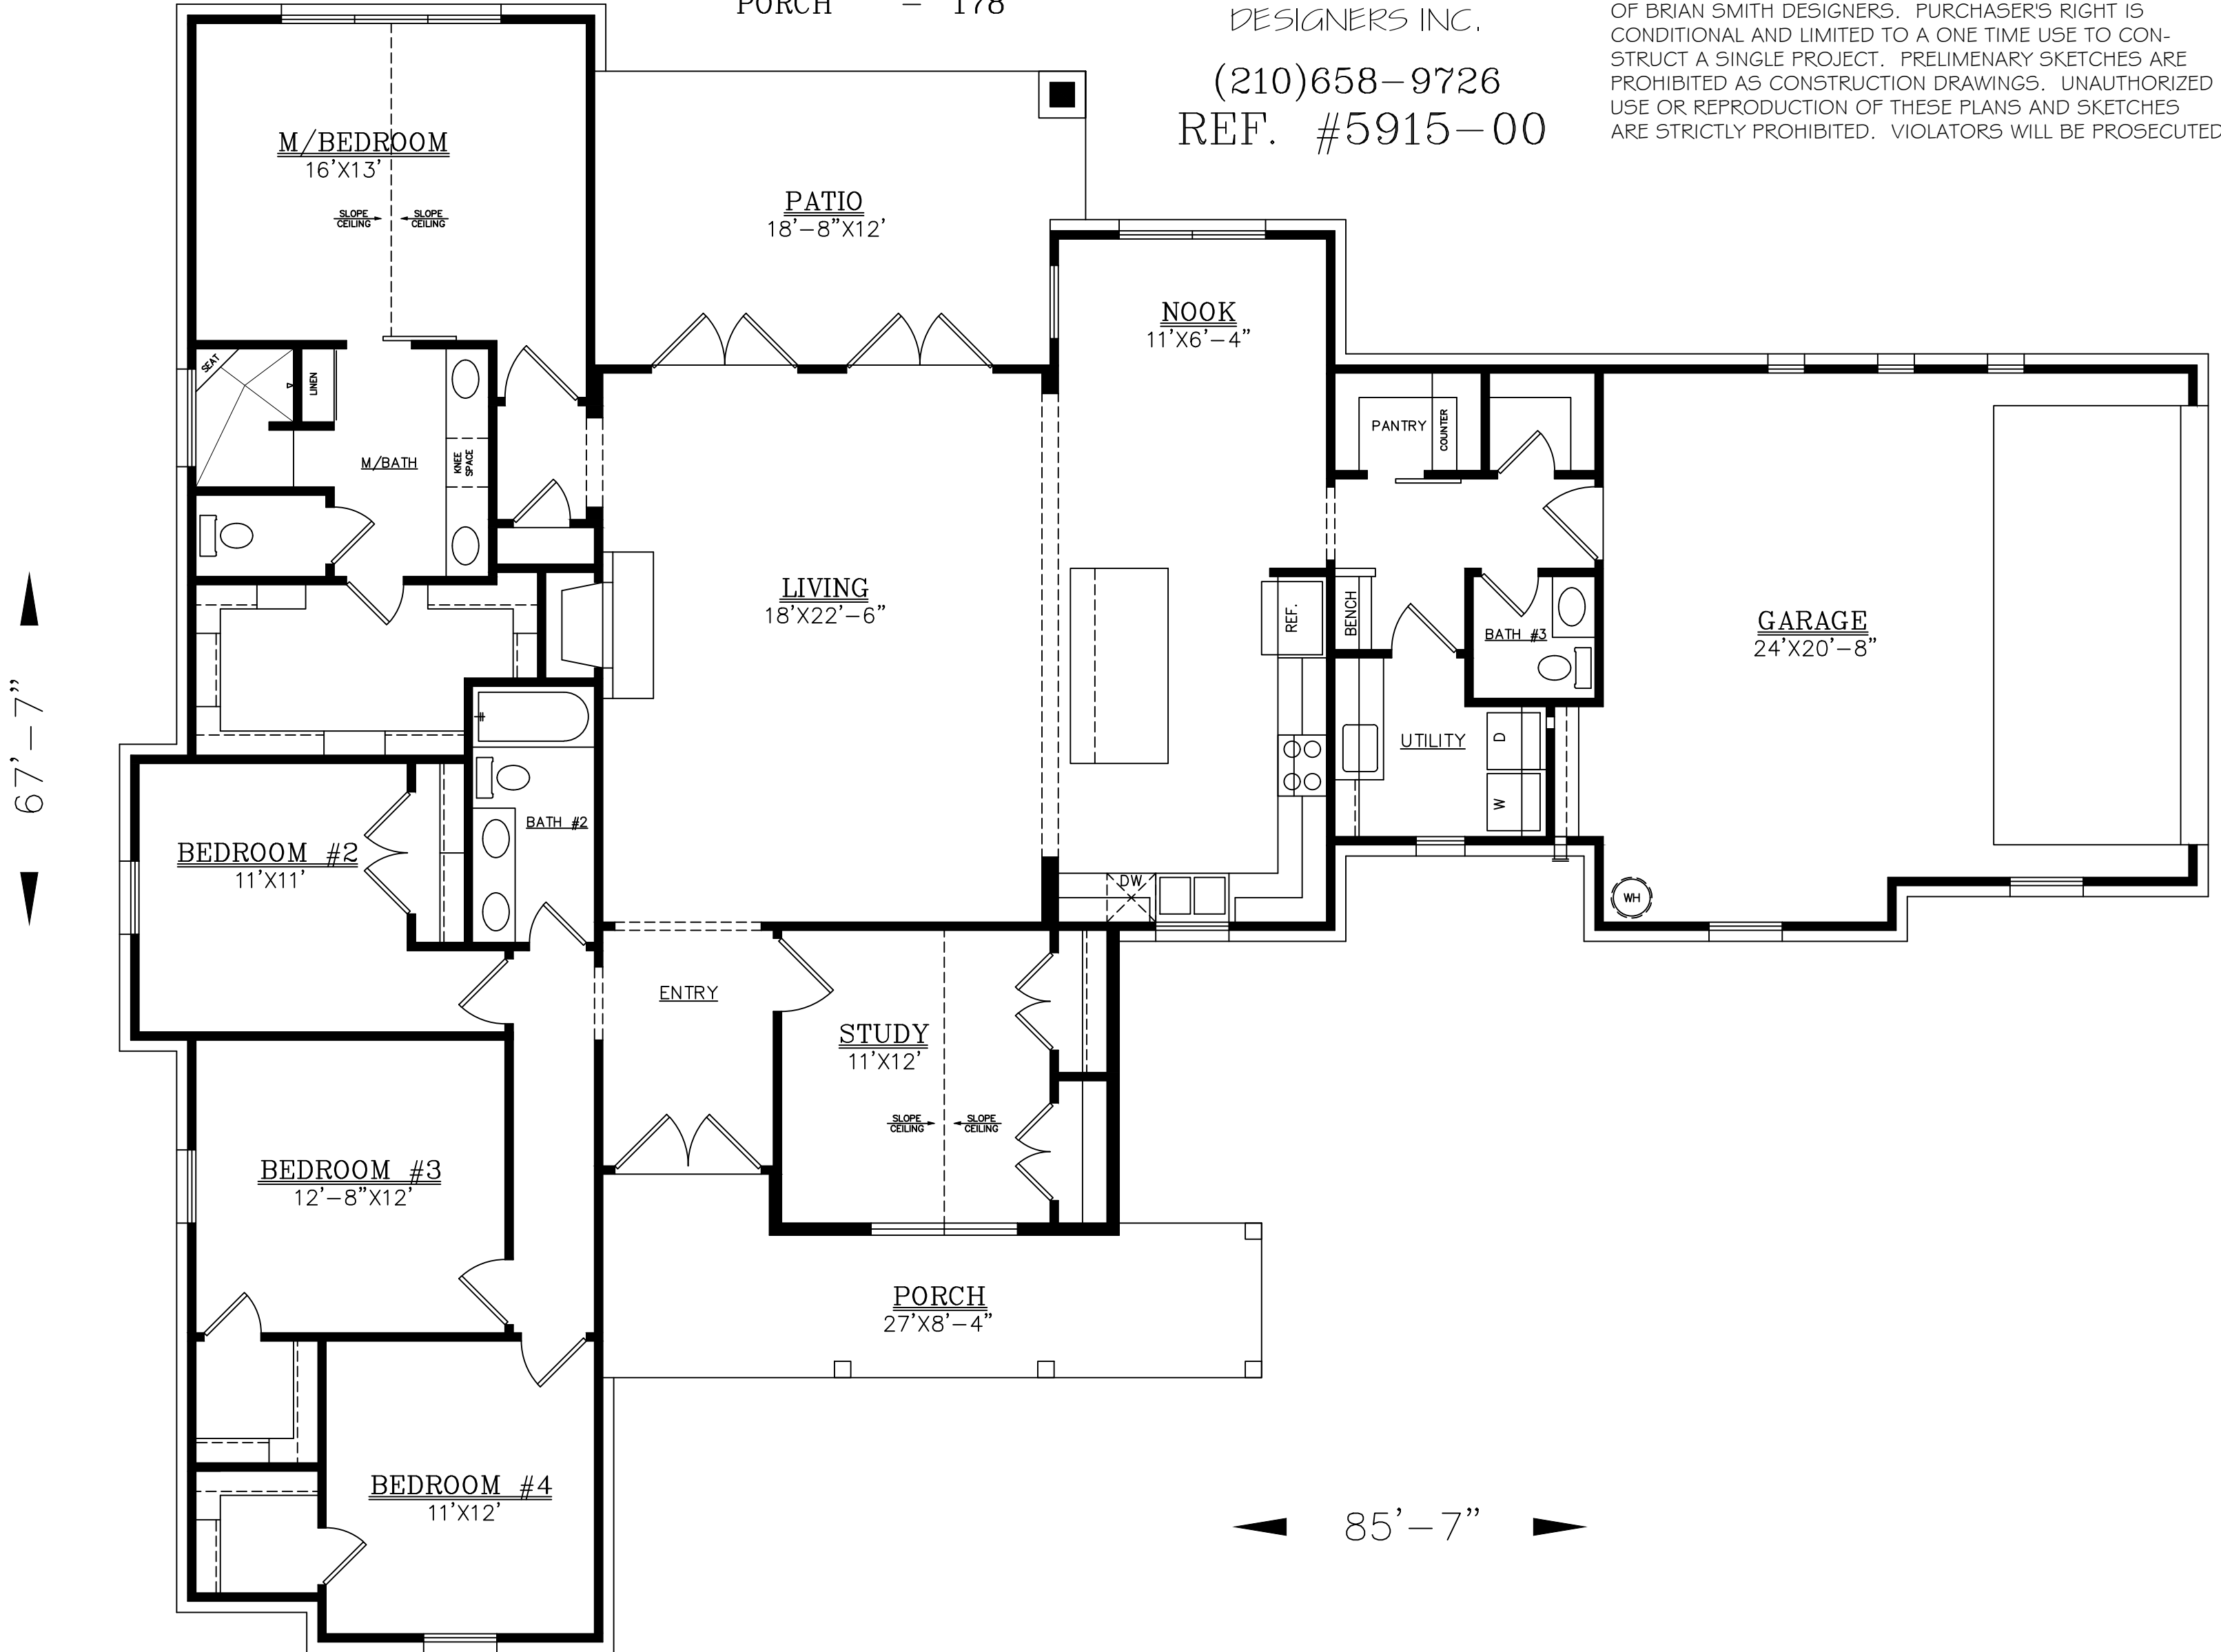 PORCH - 178
DESIGNERS INC.
(210)658-9726
REF. #5915-00
OF BRIAN SMITH DESIGNERS. PURCHASER'S RIGHT IS
CONDITIONAL AND LIMITED TO A ONE TIME USE TO CON-
STRUCT A SINGLE PROJECT. PRELIMENARY SKETCHES ARE
PROHIBITED AS CONSTRUCTION DRAWINGS. UNAUTHORIZED
USE OR REPRODUCTION OF THESE PLANS AND SKETCHES
ARE STRICTLY PROHIBITED. VIOLATORS WILL BE PROSECUTED
M/BEDROOM
16'X13'
SLOPE
CEILING
SLOPE
CEILING
PATIO
18'-8"X12'
NOOK
11'X6'-4"
SEAT
LINEN
M/BATH
KNEE
SPACE
PANTRY
COUNTER
LIVING
18'X22'-6"
REF.
BENCH
BATH #3
GARAGE
24'X20'-8"
67'-7"
UTILITY
D
W
BEDROOM #2
11'X11'
BATH #2
DW
WH
ENTRY
STUDY
11'X12'
SLOPE
CEILING
SLOPE
CEILING
BEDROOM #3
12'-8"X12'
PORCH
27'X8'-4"
BEDROOM #4
11'X12'
85'-7"